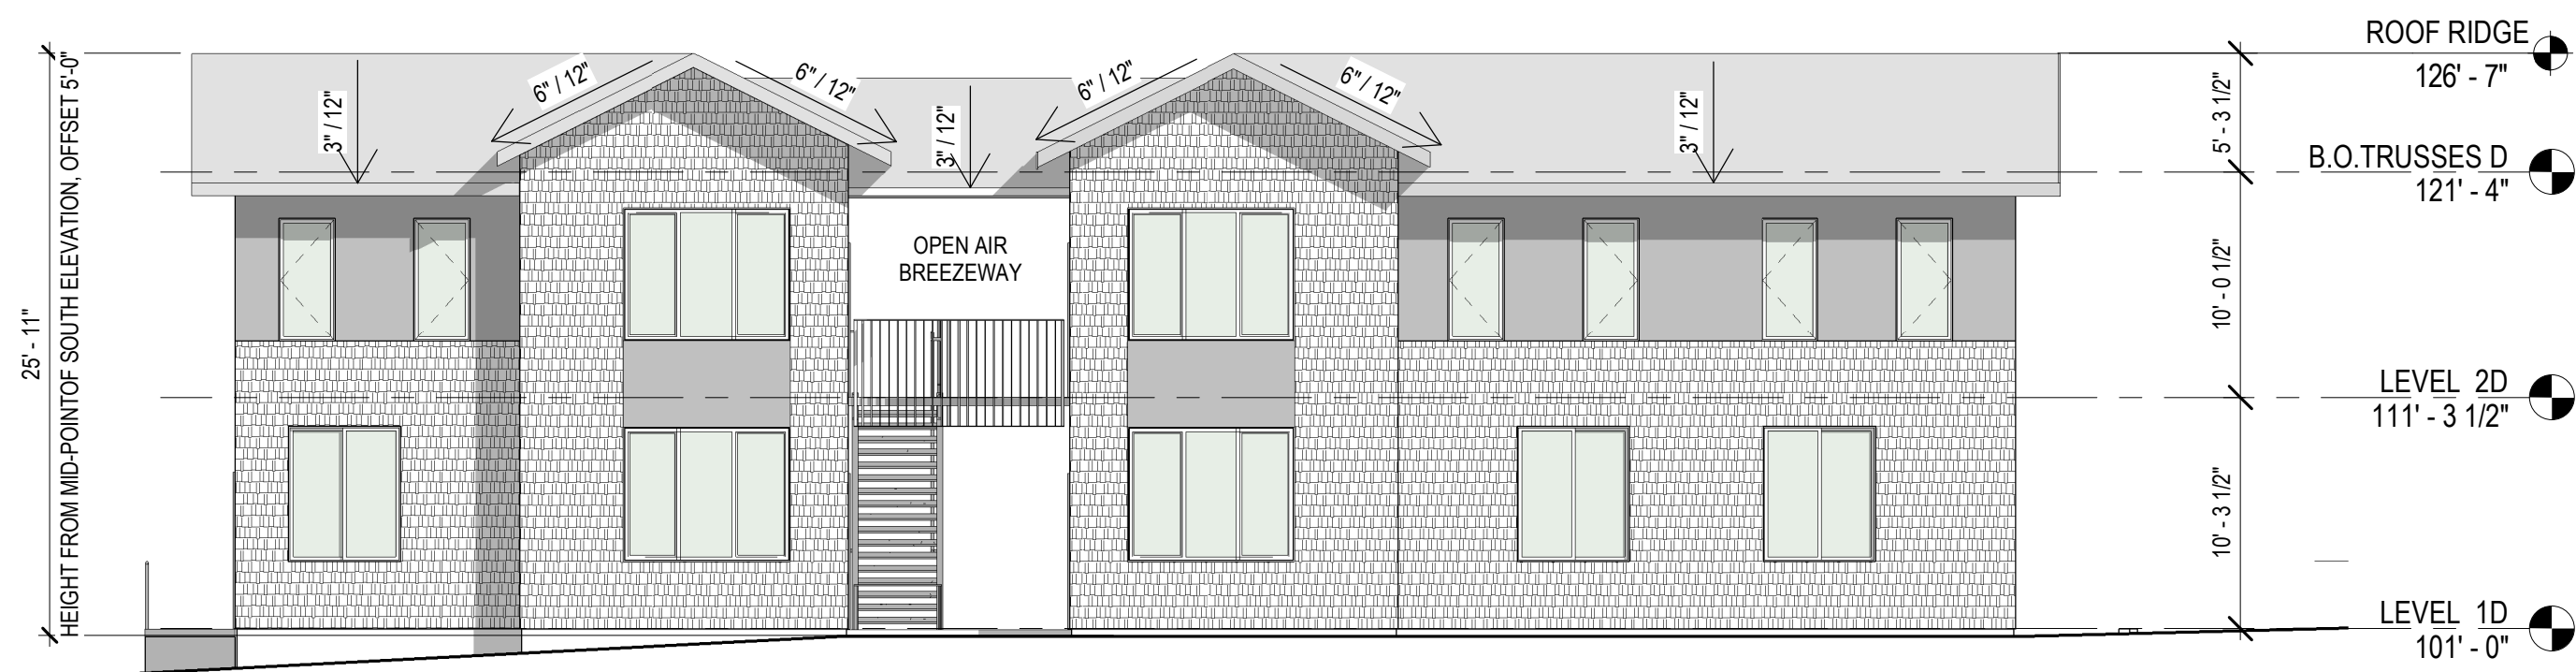 ROOF RIDGE
126' - 7"
B.O.TRUSSES D
121' - 4"
LEVEL 2D
111' - 3 1/2"
LEVEL 1D
101' - 0"
5' - 3 1/2"
10' - 0 1/2"
10' - 3 1/2"
25' - 11"
HEIGHT FROM MID-POINTOF SOUTH ELEVATION, OFFSET 5'-0"
3" / 12"
6" / 12"
6" / 12"
3" / 12"
6" / 12"
6" / 12"
3" / 12"
OPEN AIR
BREEZEWAY